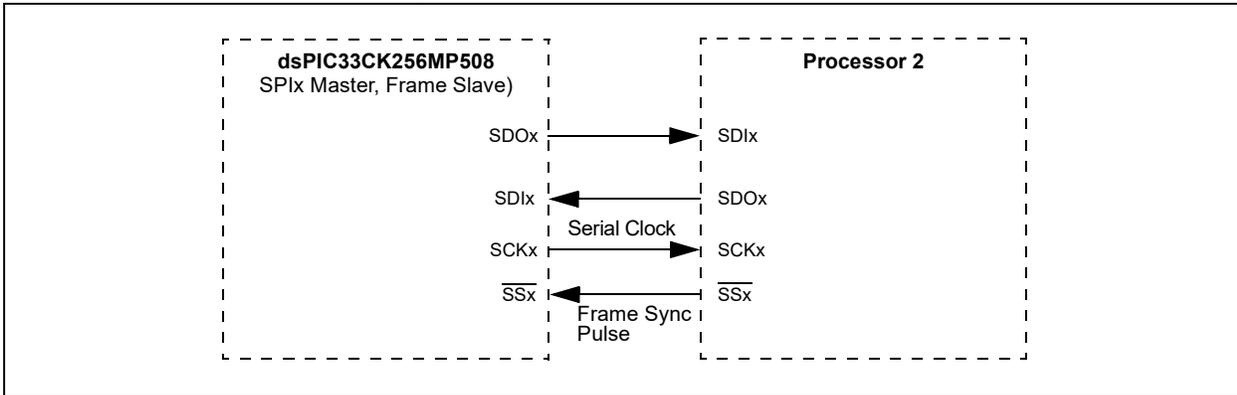 dsPIC33CK256MP508
SPIx Master, Frame Slave)
Processor 2
SDOx
SDIx
SDIx
SDOx
Serial Clock
SCKx
SCKx
SSx
SSx
Frame Sync
Pulse